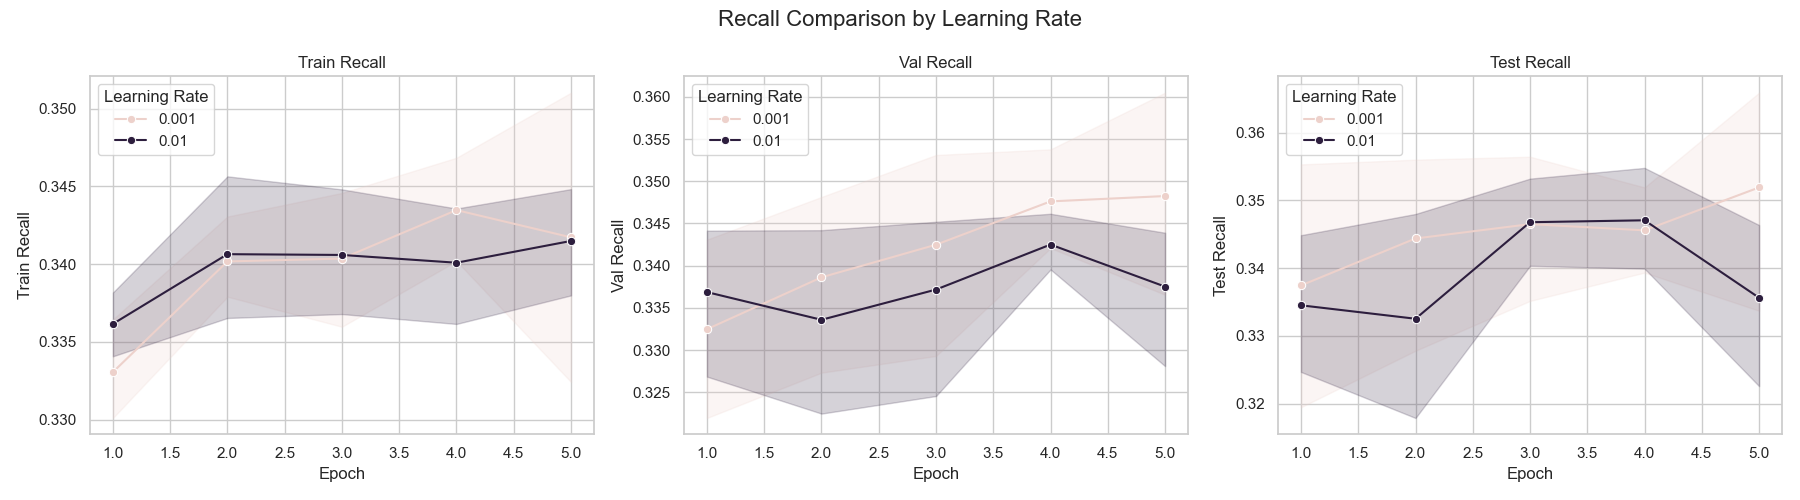 Recall Comparison by Learning Rate
Train Recall
Learning Rate
0.001
0.01
0.350
0.345
0.340
0.335
0.330
Train Recall
1.0 1.5 2.0 2.5 3.0 3.5 4.0 4.5 5.0
Epoch
Val Recall
Learning Rate
0.001
0.01
0.360
0.355
0.350
0.345
0.340
0.335
0.330
0.325
Val Recall
1.0 1.5 2.0 2.5 3.0 3.5 4.0 4.5 5.0
Epoch
Test Recall
Learning Rate
0.001
0.01
0.36
0.35
0.34
0.33
0.32
Test Recall
1.0 1.5 2.0 2.5 3.0 3.5 4.0 4.5 5.0
Epoch